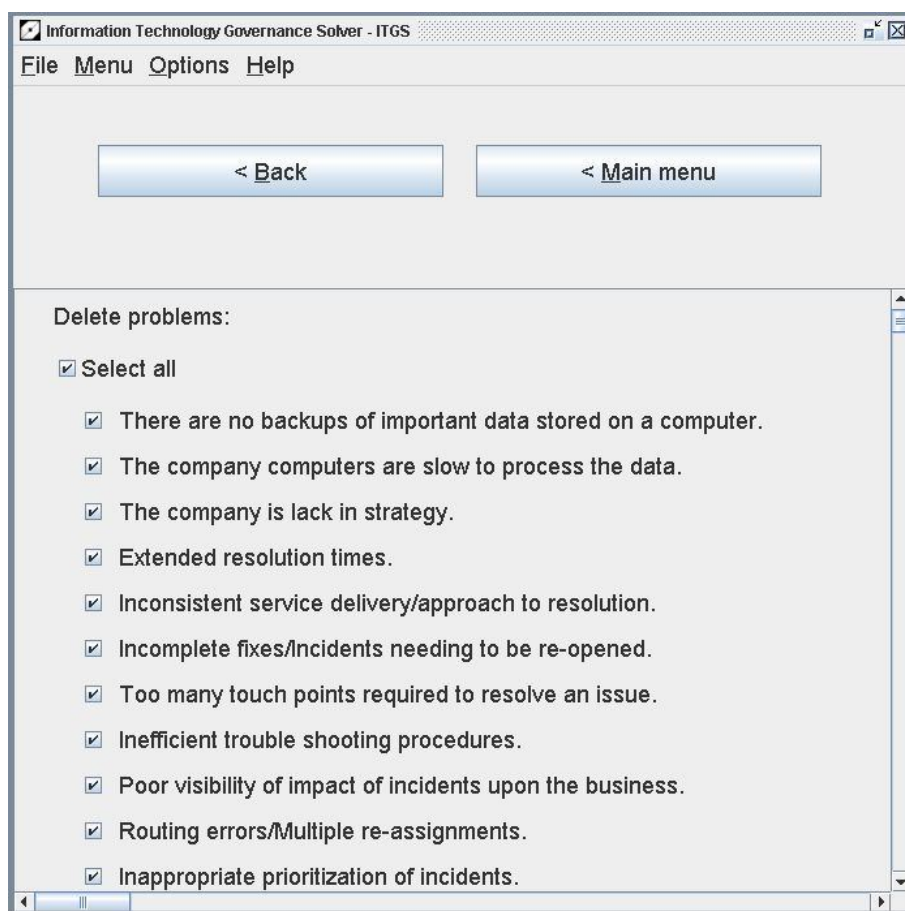 Information Technology Governance Solver - ITGS
File Menu Options Help
< Back < Main menu
Delete problems:
Select all
There are no backups of important data stored on a computer.
The company computers are slow to process the data.
The company is lack in strategy.
Extended resolution times.
Inconsistent service delivery/approach to resolution.
Incomplete fixes/Incidents needing to be re-opened.
Too many touch points required to resolve an issue.
Inefficient trouble shooting procedures.
Poor visibility of impact of incidents upon the business.
Routing errors/Multiple re-assignments.
Inappropriate prioritization of incidents.